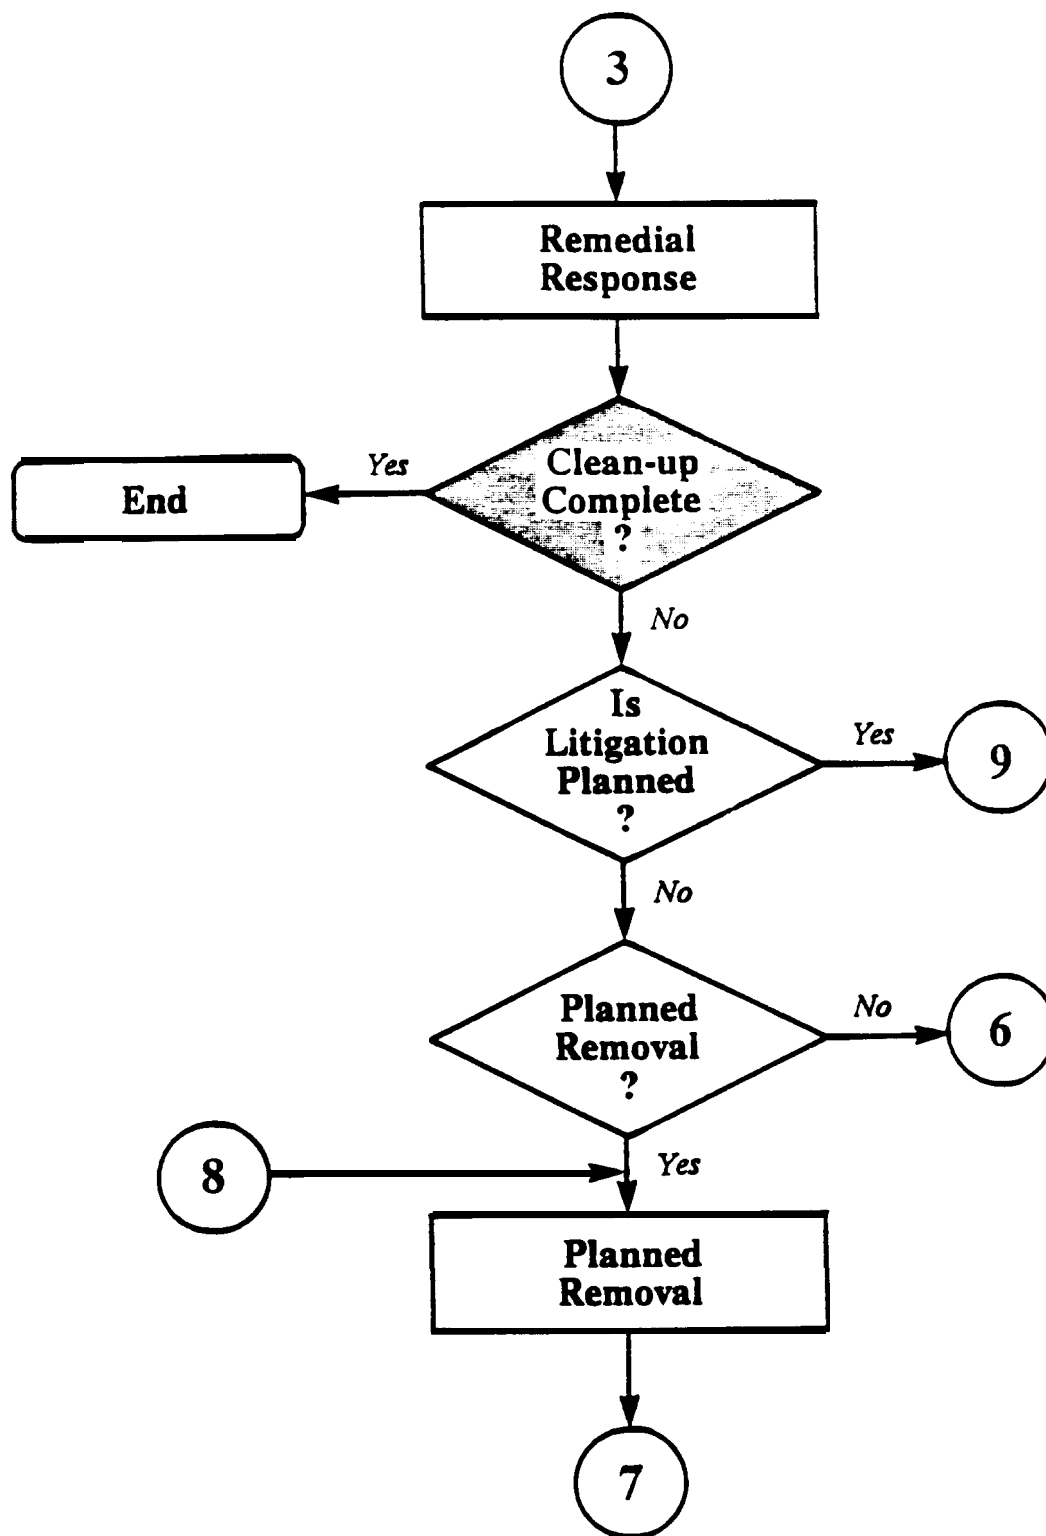 3
Remedial
Response
Yes
Clean-up
Complete
?
End
No
Is
Litigation
Planned
?
Yes
9
No
Planned
Removal
?
No
6
8
Yes
Planned
Removal
7